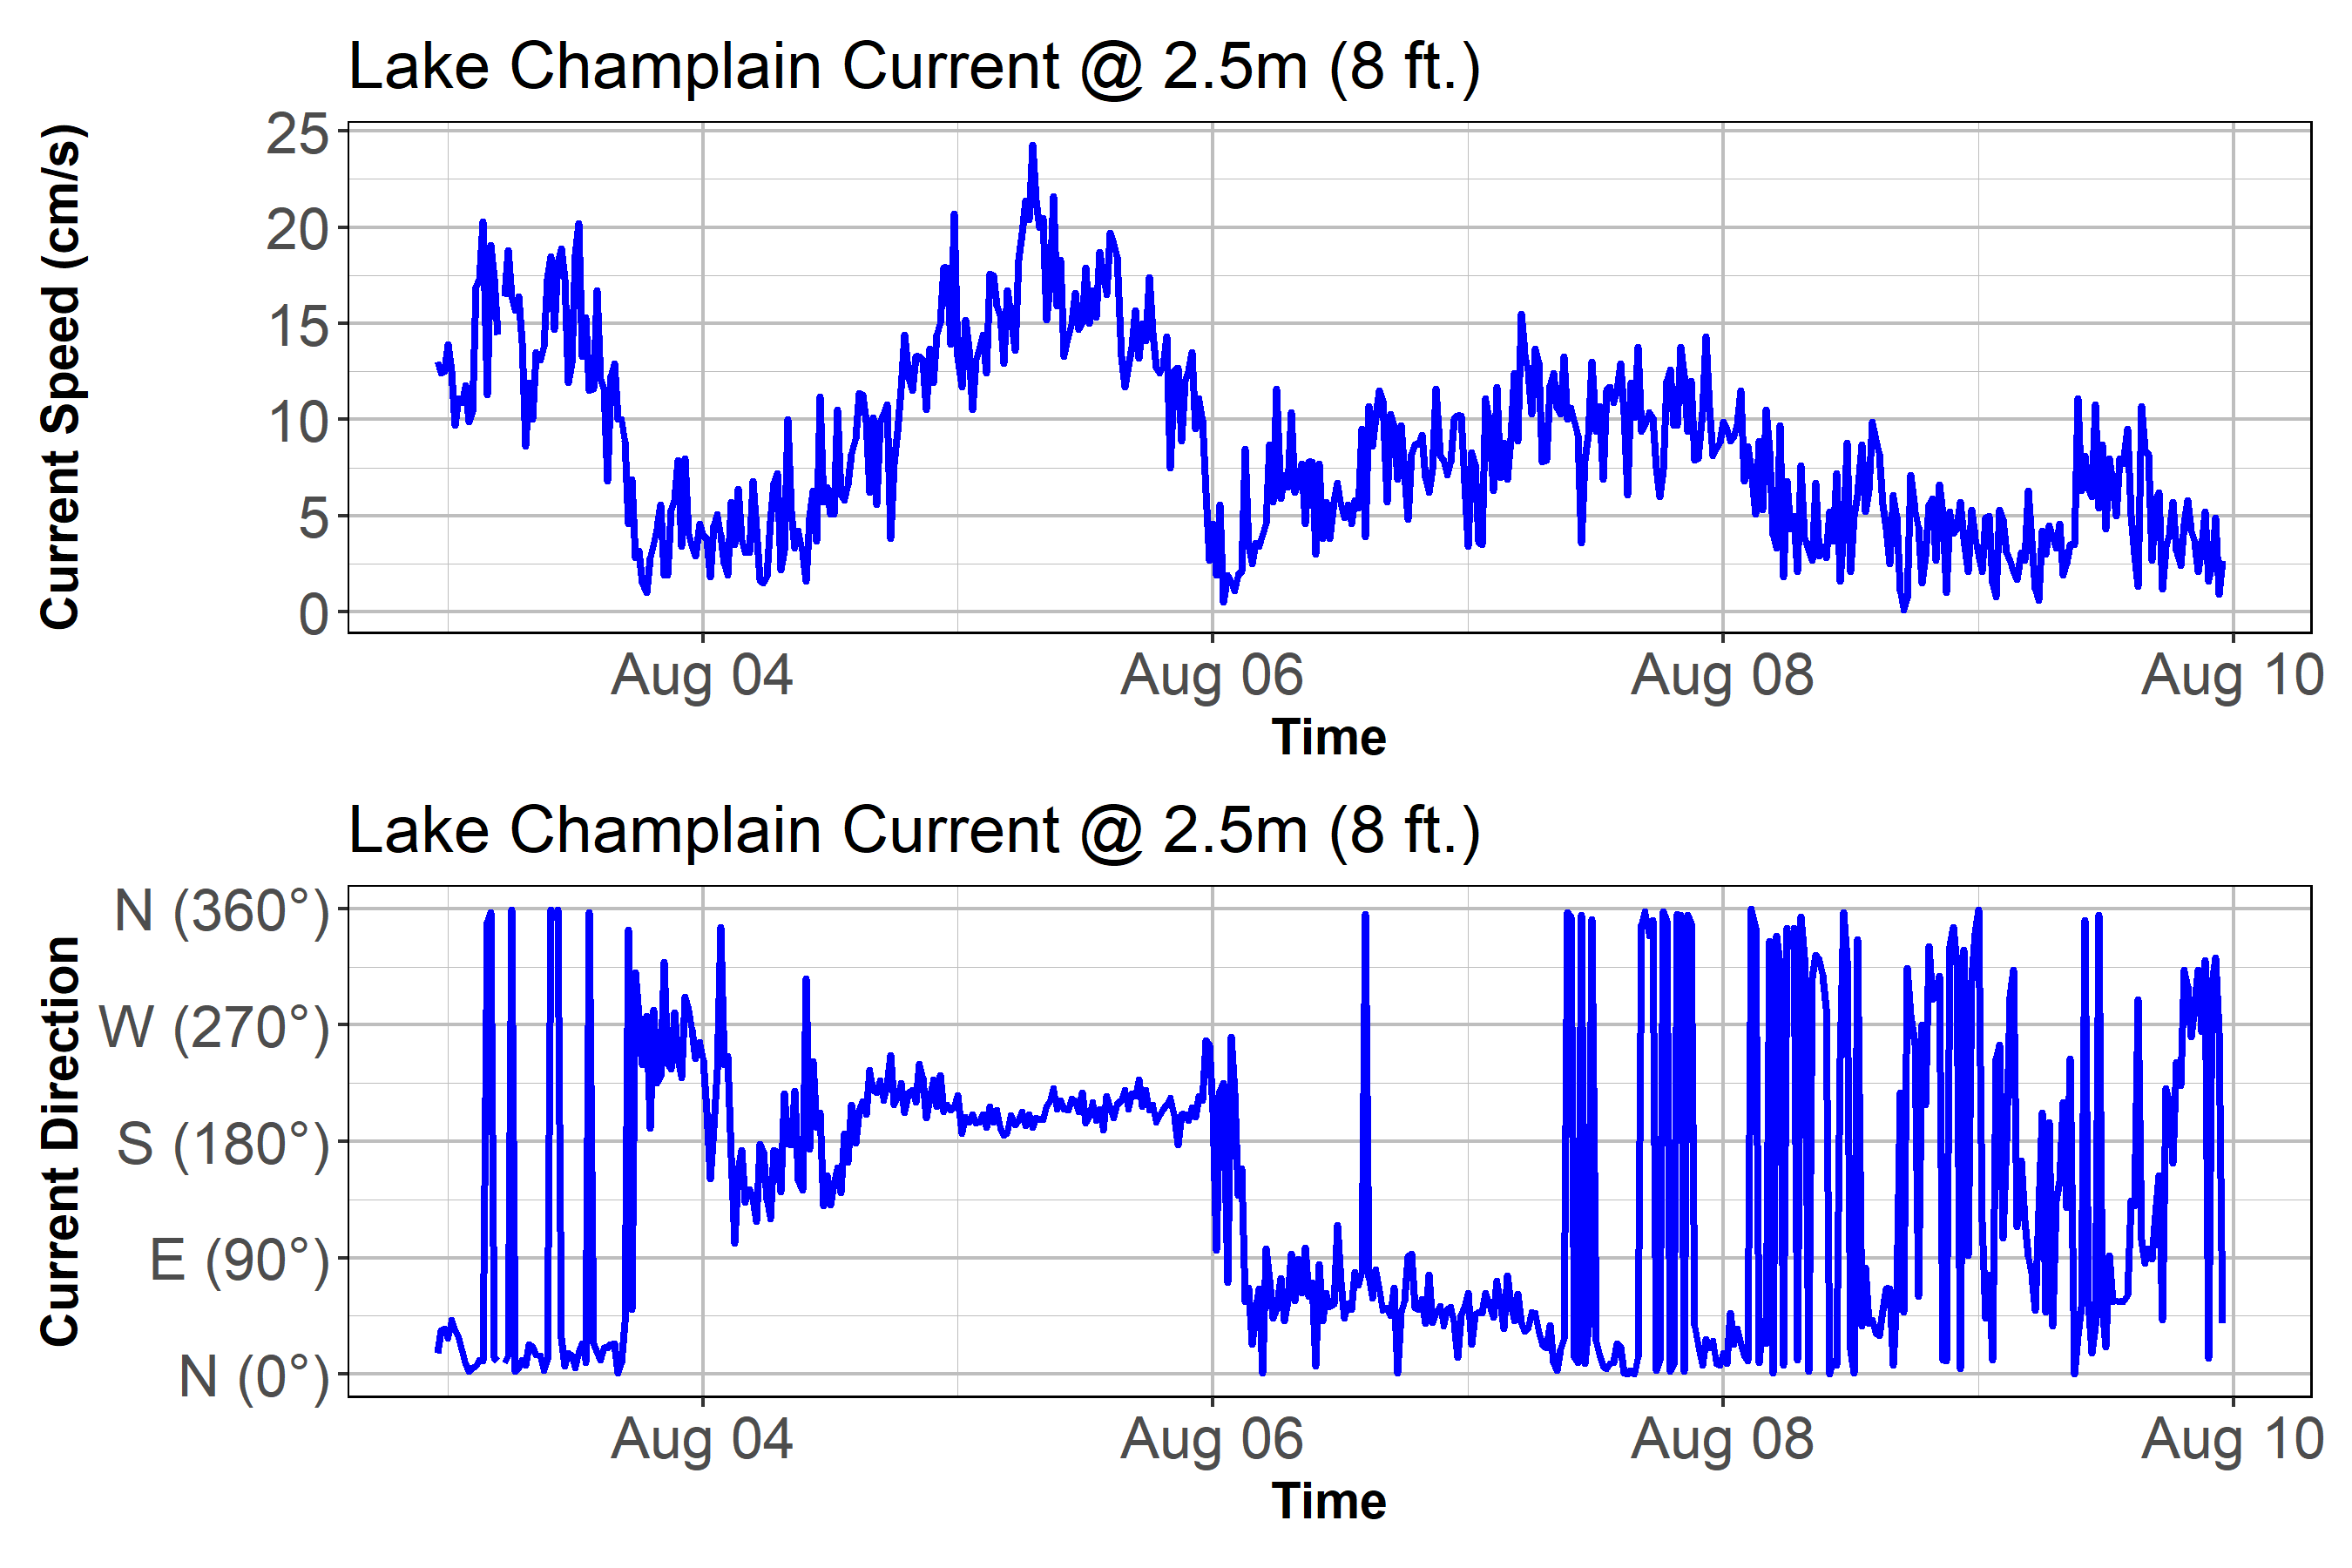 Lake Champlain Current @ 2.5m (8 ft.)
Current Speed (cm/s)
25
20
15
10
5
0
Aug 04 Aug 06 Aug 08 Aug 10
Time
Lake Champlain Current @ 2.5m (8 ft.)
Current Direction
N (360°)
W (270°)
S (180°)
E (90°)
N (0°)
Aug 04 Aug 06 Aug 08 Aug 10
Time